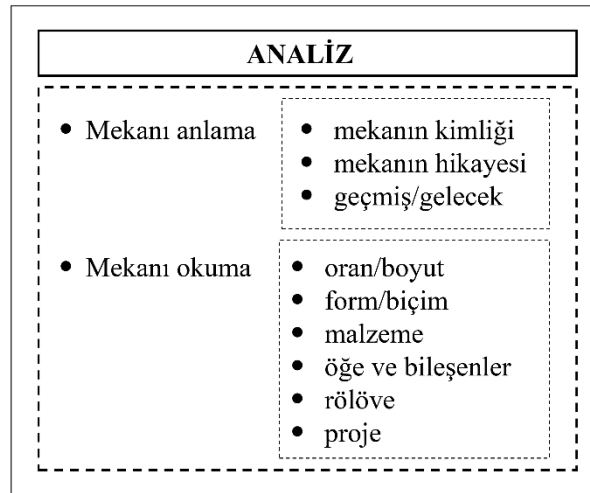 ANALİZ
• Mekanı anlama
• mekanın kimliği
• mekanın hikayesi
• geçmiş/gelecek
• Mekanı okuma
• oran/boyut
• form/biçim
• malzeme
• öğe ve bileşenler
• rölöve
• proje